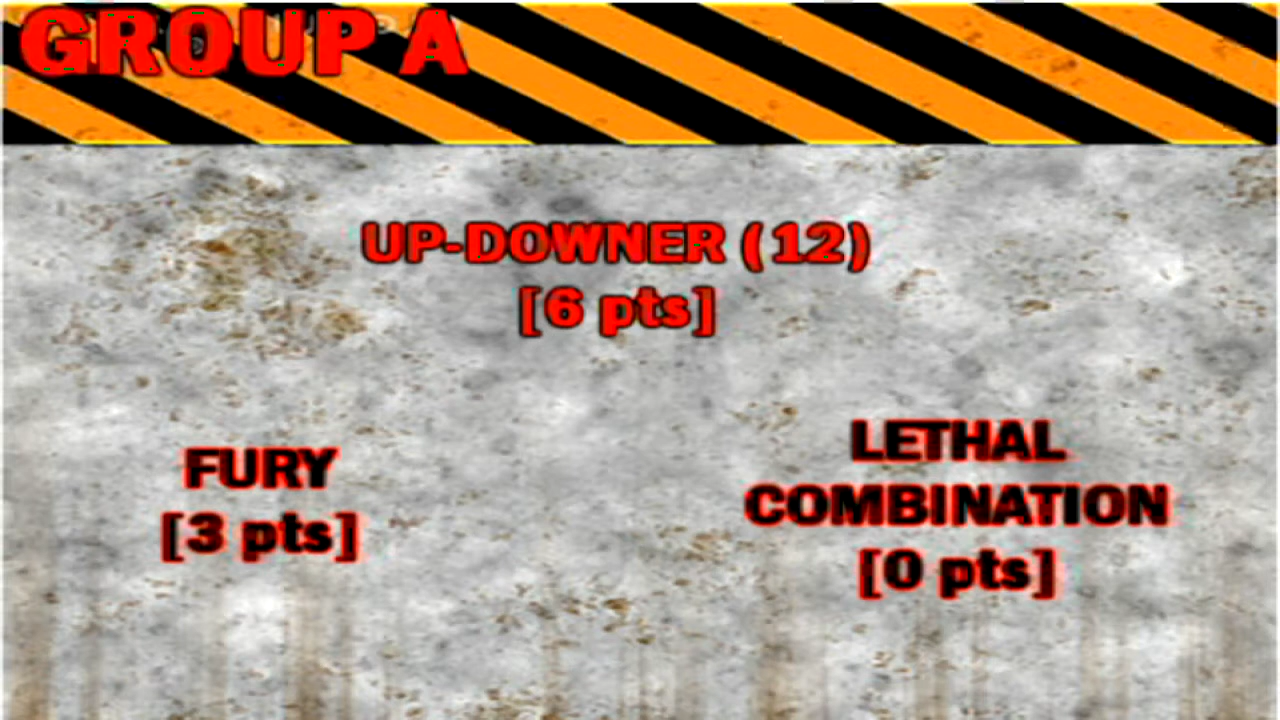 GROUP A
UP-DOWNER (12)
[6 pts]
FURY
[3 pts]
LETHAL
COMBINATION
[0 pts]